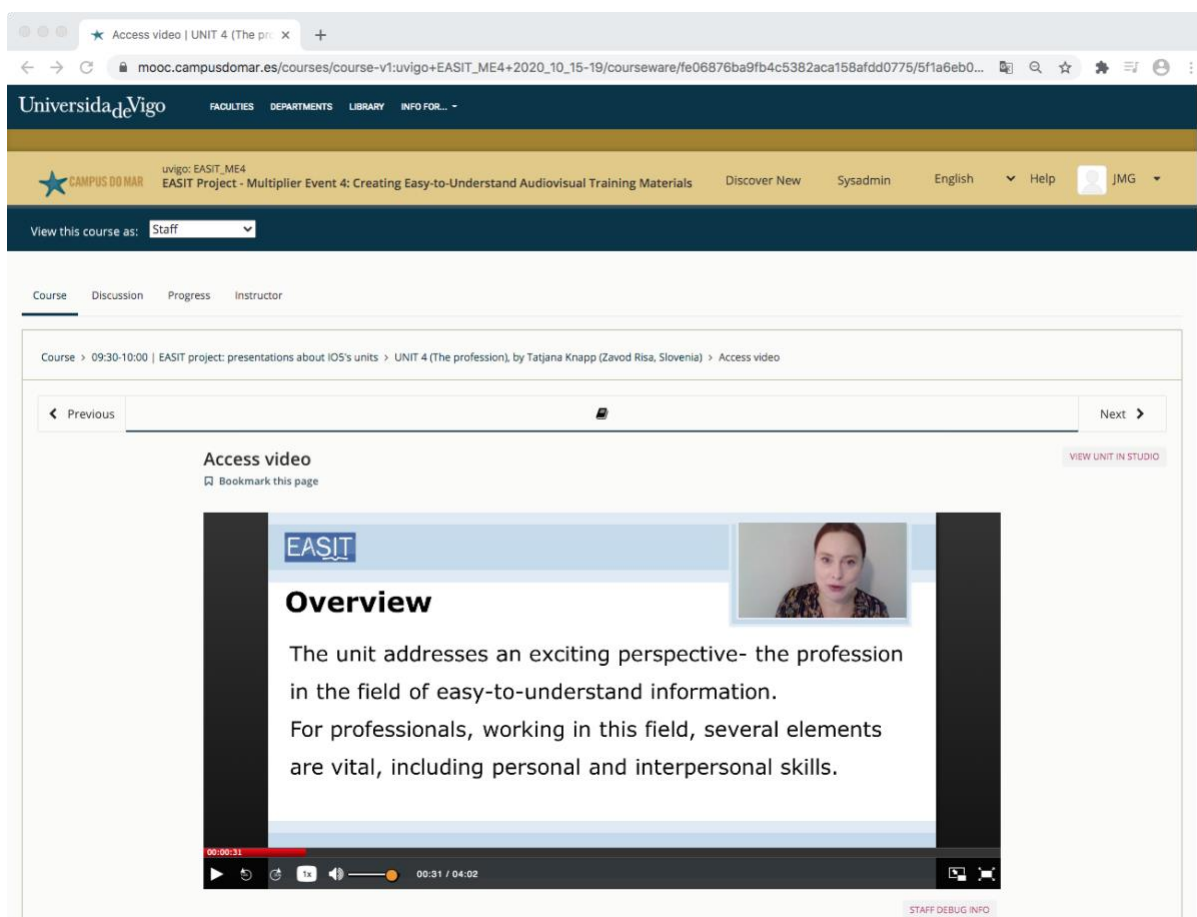 Access video | UNIT 4 (The pro
mooc.campusdomar.es/courses/course-v1:uvigo+EASIT_ME4+2020_10_15-19/courseware/fe06876ba9fb4c5382aca158afdd0775/5f1a6eb0...
UniversidadeVigo FACULTIES DEPARTMENTS LIBRARY INFO FOR...
CAMPUS DO MAR
uvigo: EASIT_ME4
EASIT Project - Multiplier Event 4: Creating Easy-to-Understand Audiovisual Training Materials
Discover New Sysadmin English Help JMG
View this course as: Staff
Course Discussion Progress Instructor
Course > 09:30-10:00 | EASIT project: presentations about IO5's units > UNIT 4 (The profession), by Tatjana Knapp (Zavod Risa, Slovenia) > Access video
Previous Next
Access video
VIEW UNIT IN STUDIO
Bookmark this page
EASIT
Overview
The unit addresses an exciting perspective- the profession
in the field of easy-to-understand information.
For professionals, working in this field, several elements
are vital, including personal and interpersonal skills.
00:00:31
1x 00:31 / 04:02
STAFF DEBUG INFO